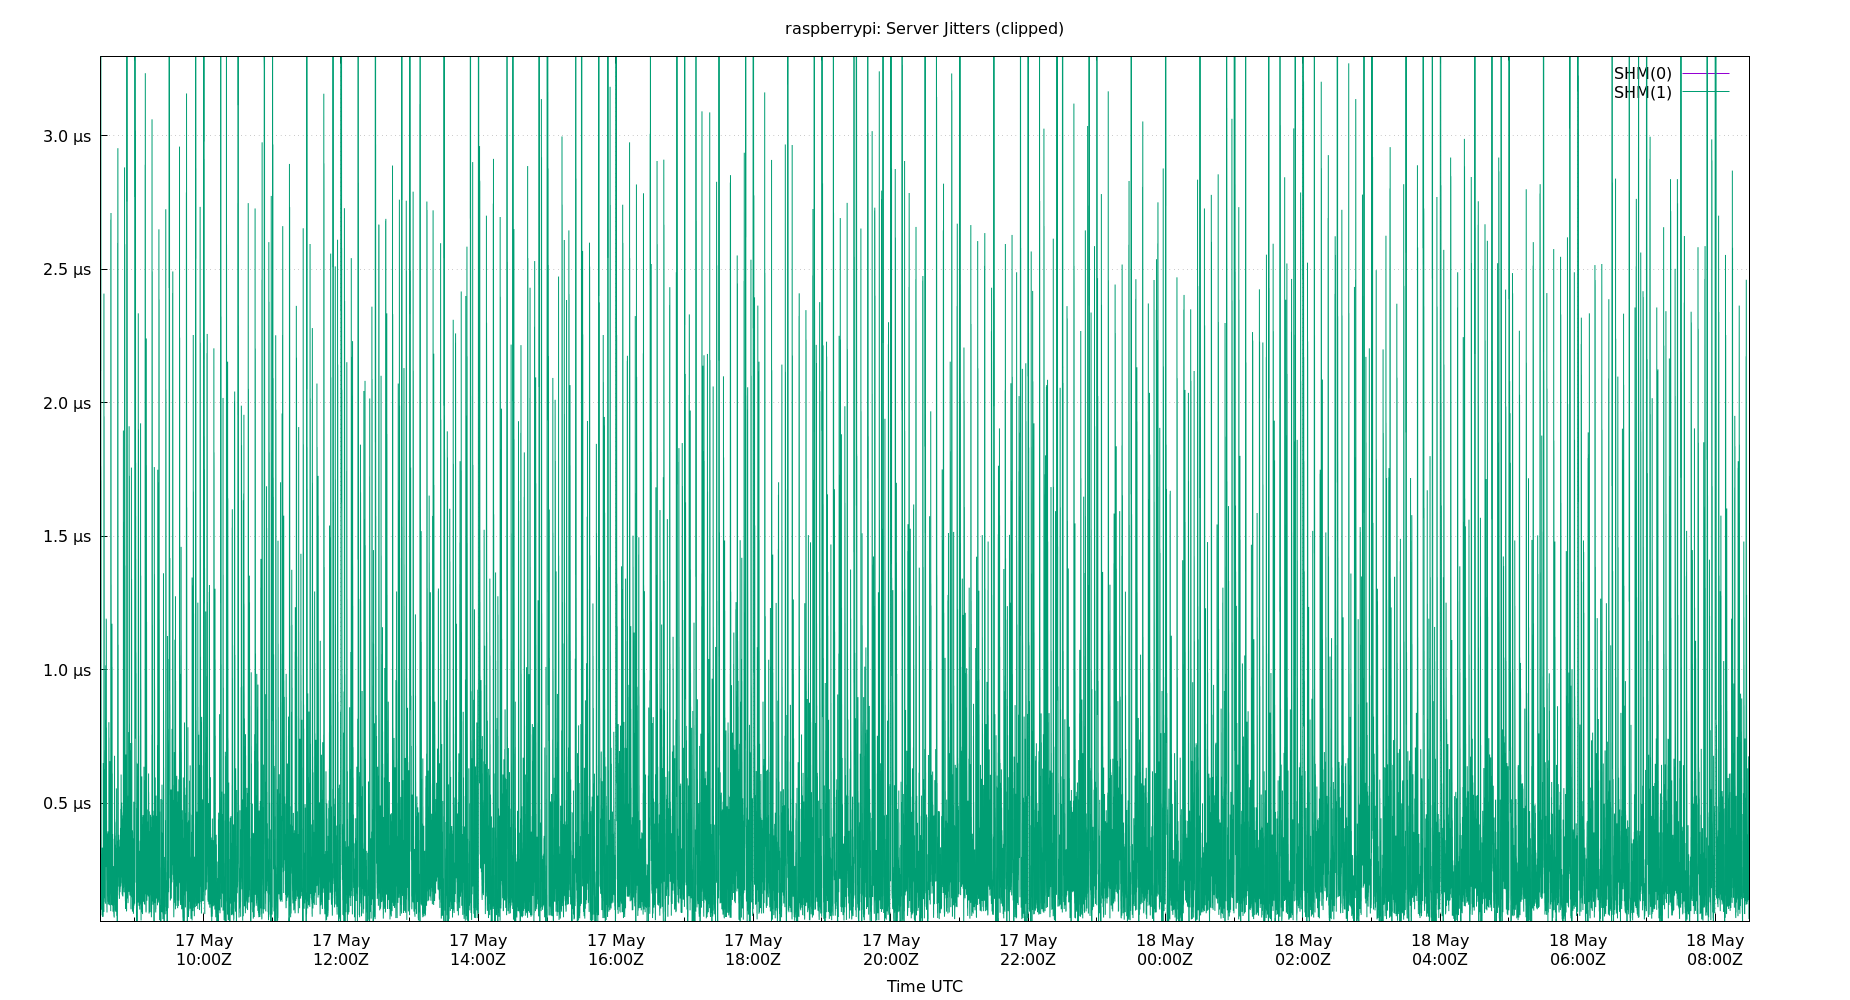 raspberrypi: Server Jitters (clipped)
SHM(0)
SHM(1)
3.0 µs
2.5 µs
2.0 µs
1.5 µs
1.0 µs
0.5 µs
17 May 17 May 17 May 17 May 17 May 17 May 17 May 18 May 18 May 18 May 18 May 18 May
10:00Z 12:00Z 14:00Z 16:00Z 18:00Z 20:00Z 22:00Z 00:00Z 02:00Z 04:00Z 06:00Z 08:00Z
Time UTC